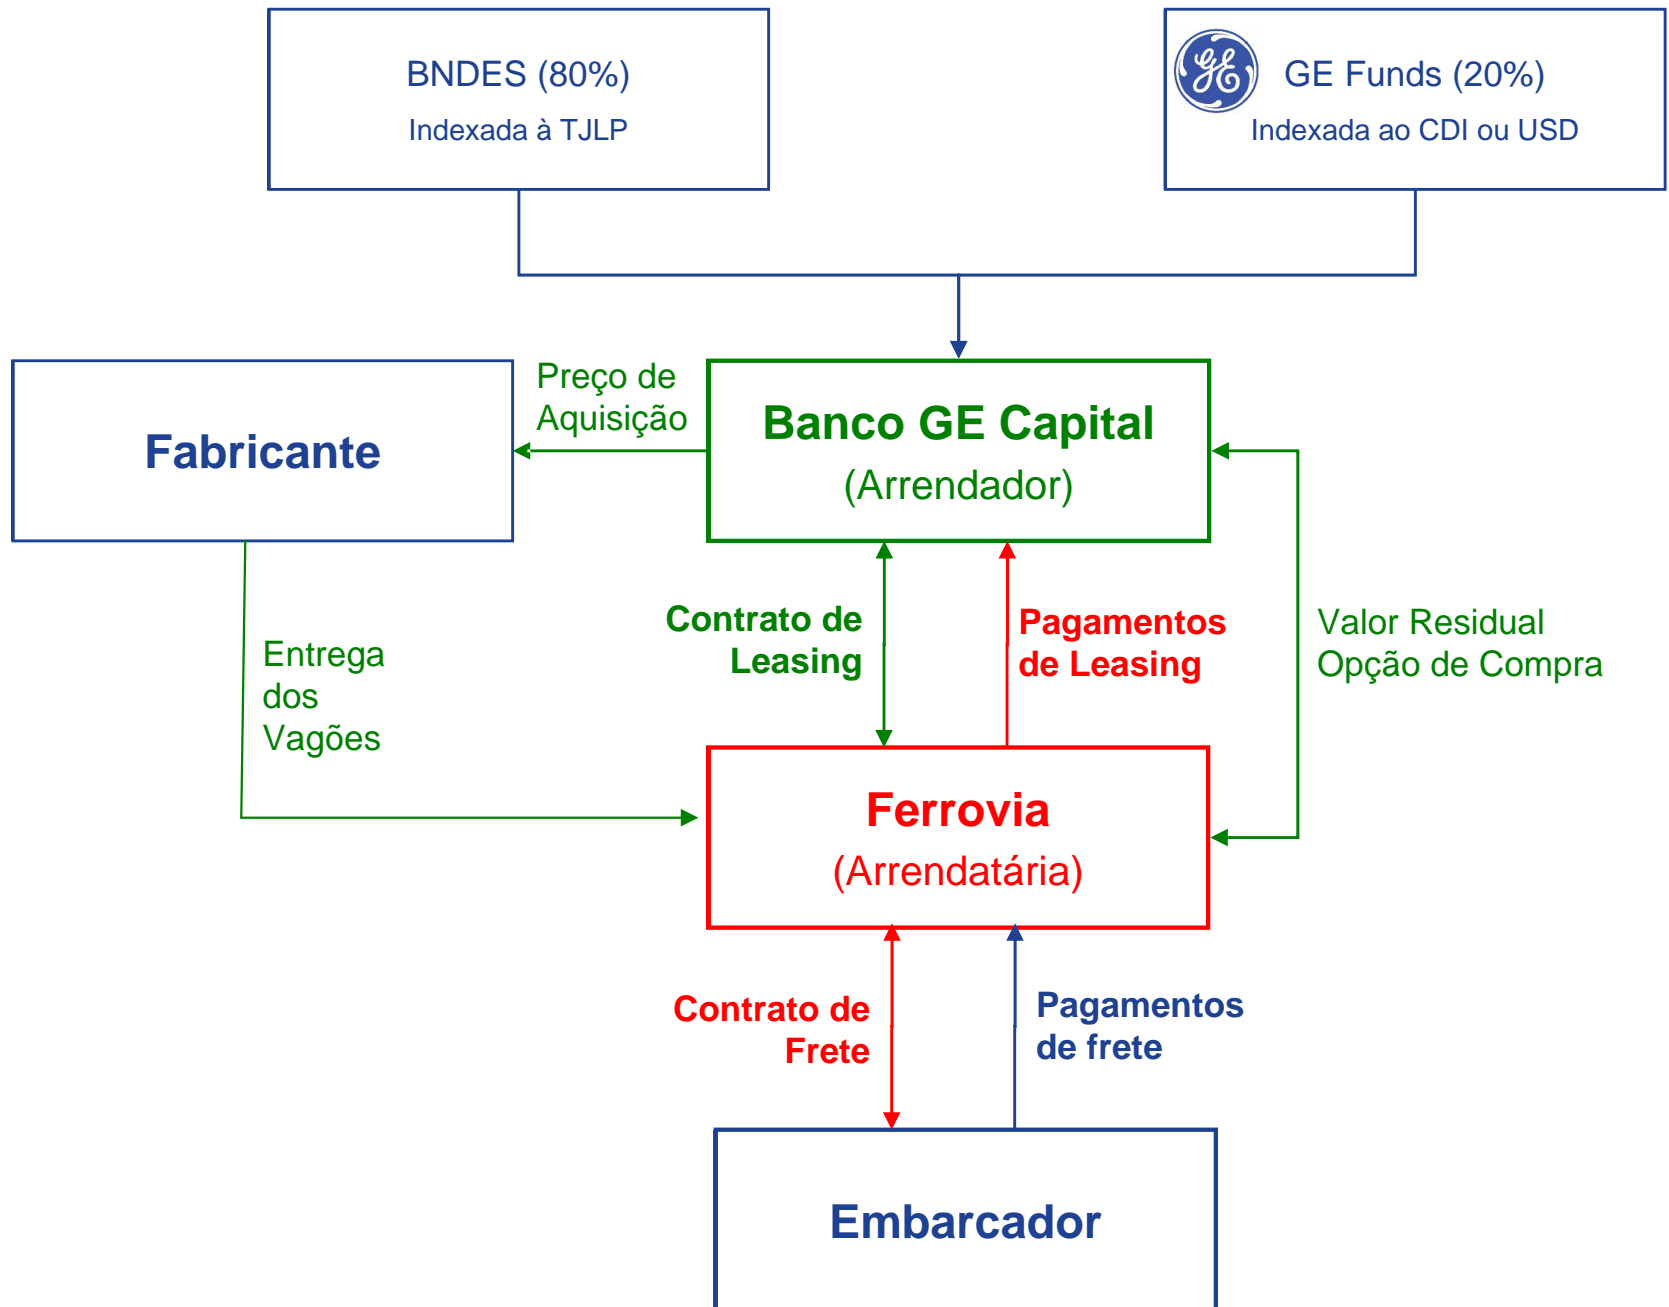 BNDES (80%)
Indexada à TJLP
GE
GE Funds (20%)
Indexada ao CDI ou USD
Preço de
Aquisição
Fabricante
Banco GE Capital
(Arrendador)
Entrega
dos
Vagões
Contrato de
Leasing
Pagamentos
de Leasing
Valor Residual
Opção de Compra
Ferrovia
(Arrendatária)
Contrato de
Frete
Pagamentos
de frete
Embarcador